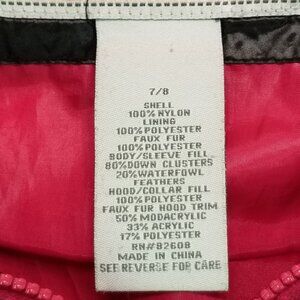 7/8
SHELL
100% NYLON
LINING
100% POLYESTER
FAUX FUR
100% POLYESTER
BODY/SLEEVE FILL
80% DOWN CLUSTERS
20% WATERFOWL
FEATHERS
HOOD/COLLAR FILL
100% POLYESTER
FAUX FUR HOOD TRIM
50% MODACRYLIC
33% ACRYLIC
17% POLYESTER
RN#82608
MADE IN CHINA
SEE REVERSE FOR CARE